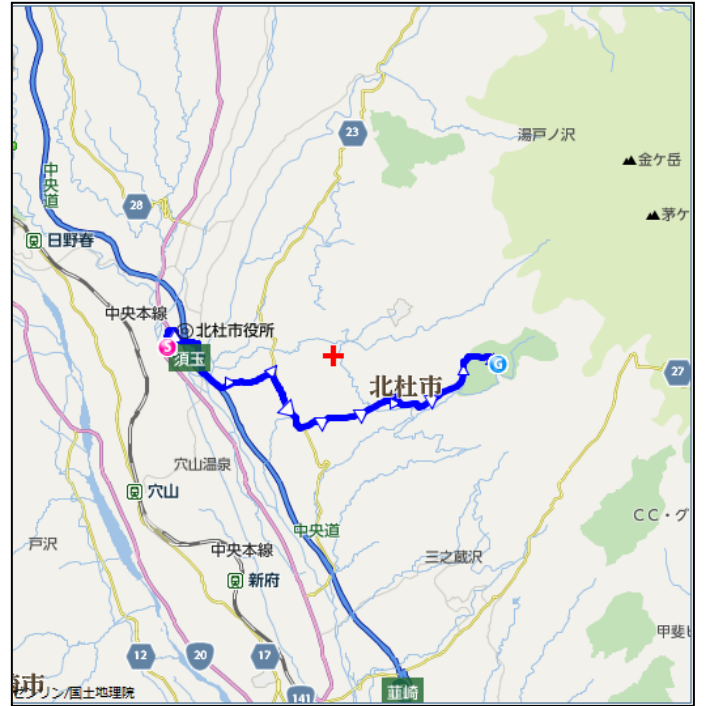 23
湯戸ノ沢
金ケ岳
茅ケ
中央道
28
日野春
中央本線
北杜市役所
S
須玉
G
27
北杜市
穴山温泉
穴山
CC・グ
中央道
戸沢
中央本線
三之蔵沢
新府
甲斐
12
20
17
141
韮崎
市
ゼンリン/国土地理院